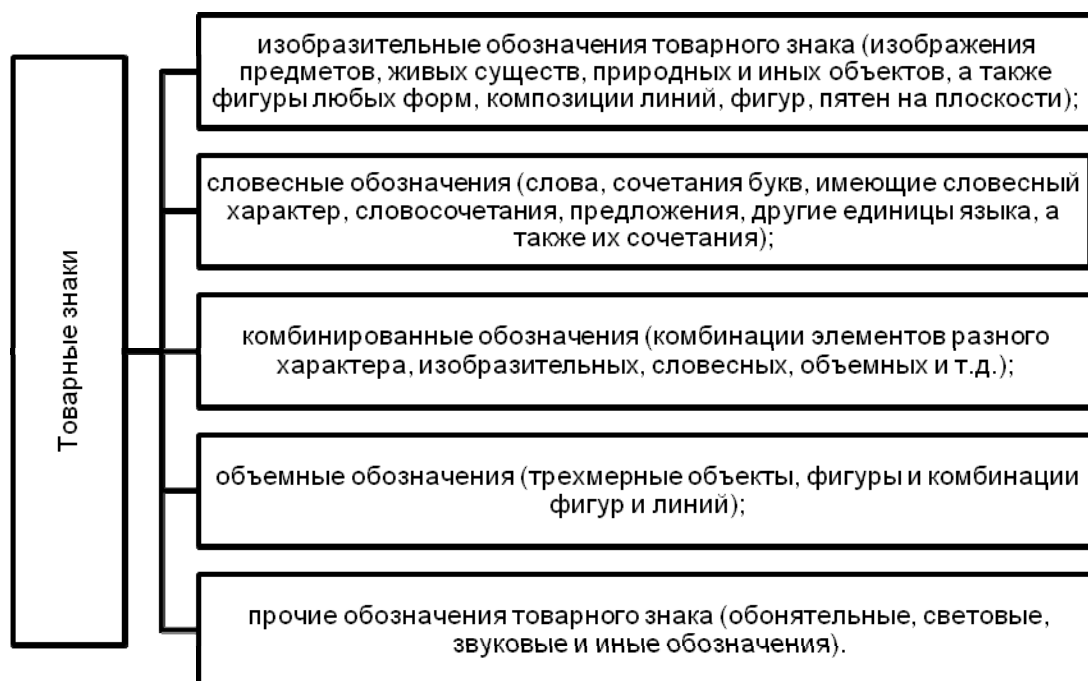 Товарные знаки
изобразительные обозначения товарного знака (изображения
предметов, живых существ, природных и иных объектов, а также
фигуры любых форм, композиции линий, фигур, пятен на плоскости);
словесные обозначения (слова, сочетания букв, имеющие словесный
характер, словосочетания, предложения, другие единицы языка, а
также их сочетания);
комбинированные обозначения (комбинации элементов разного
характера, изобразительных, словесных, объемных и т.д.);
объемные обозначения (трехмерные объекты, фигуры и комбинации
фигур и линий);
прочие обозначения товарного знака (обонятельные, световые,
звуковые и иные обозначения).